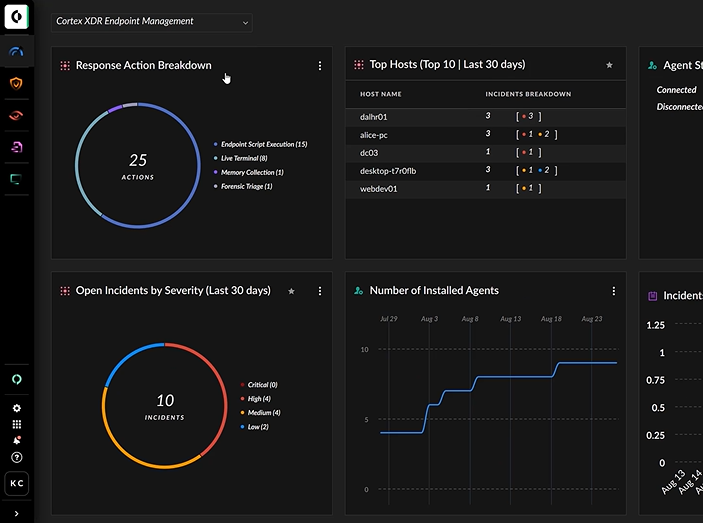 Cortex XDR Endpoint Management
Response Action Breakdown
25
ACTIONS
Endpoint Script Execution (15)
Live Terminal (8)
Memory Collection (1)
Forensic Triage (1)
Top Hosts (Top 10 | Last 30 days)
HOST NAME INCIDENTS BREAKDOWN
dalhr01 3 [ 3 ]
alice-pc 3 [ 1 2 ]
dc03 1 [ 1 ]
desktop-t7r0flb 3 [ 1 2 ]
webdev01 1 [ 1 ]
Agent St
Connected
Disconnecte
Open Incidents by Severity (Last 30 days)
10
INCIDENTS
Critical (0)
High (4)
Medium (4)
Low (2)
Number of Installed Agents
Jul 29 Aug 3 Aug 8 Aug 13 Aug 18 Aug 23
10
5
0
Incidents
1.25
1
0.75
0.5
0.25
0
Aug 13
Aug 14
KC